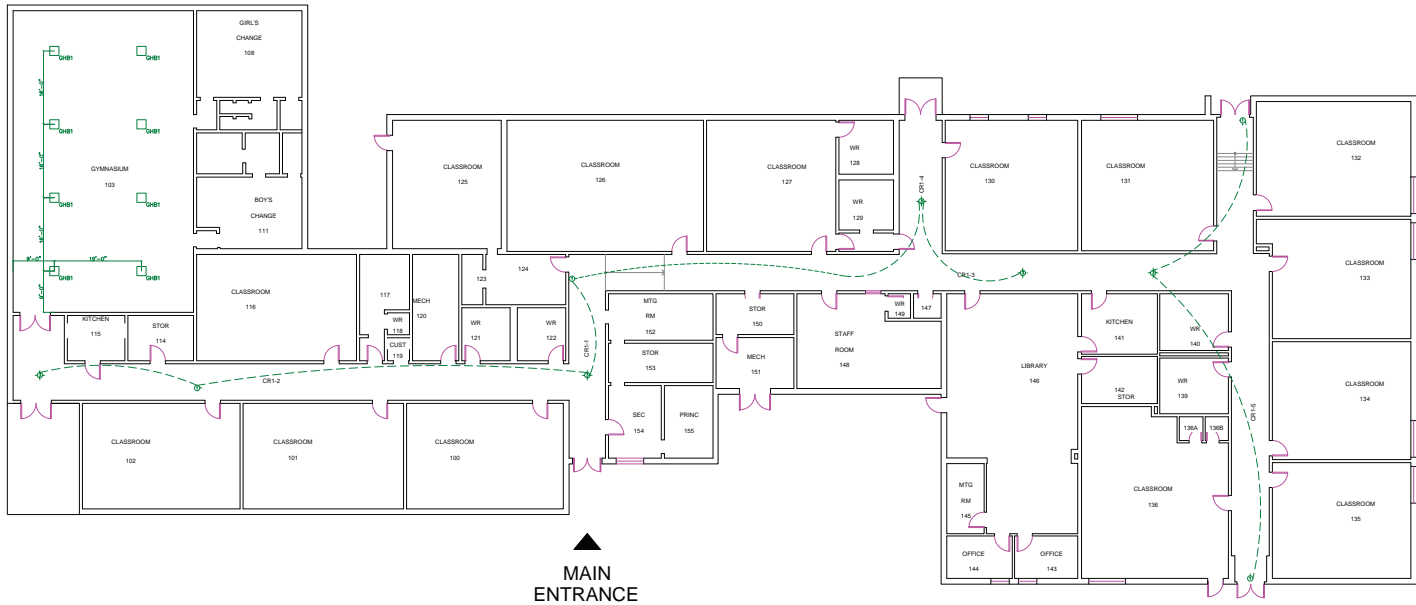 GIRL'S
CHANGE
108
GHB1
GHB1
GHB1
GHB1
GYMNASIUM
103
GHB1
GHB1
BOY'S
CHANGE
111
9'-0"
19'-0"
GHB1
GHB1
KITCHEN
115
STOR
114
CLASSROOM
116
117
WR
118
CUST
119
MECH
120
123
124
WR
121
WR
122
CLASSROOM
125
CLASSROOM
126
CLASSROOM
127
WR
128
WR
129
CR1-4
CLASSROOM
130
CLASSROOM
131
CLASSROOM
132
CLASSROOM
133
CLASSROOM
134
CLASSROOM
135
CR1-3
CR1-1
CR1-2
CR1-5
MTG
RM
152
STOR
153
SEC
154
PRINC
155
STOR
150
MECH
151
STAFF
ROOM
148
WR
149
147
LIBRARY
146
KITCHEN
141
142
STOR
WR
140
WR
139
136A
136B
CLASSROOM
136
MTG
RM
145
OFFICE
144
OFFICE
143
CLASSROOM
102
CLASSROOM
101
CLASSROOM
100
MAIN
ENTRANCE